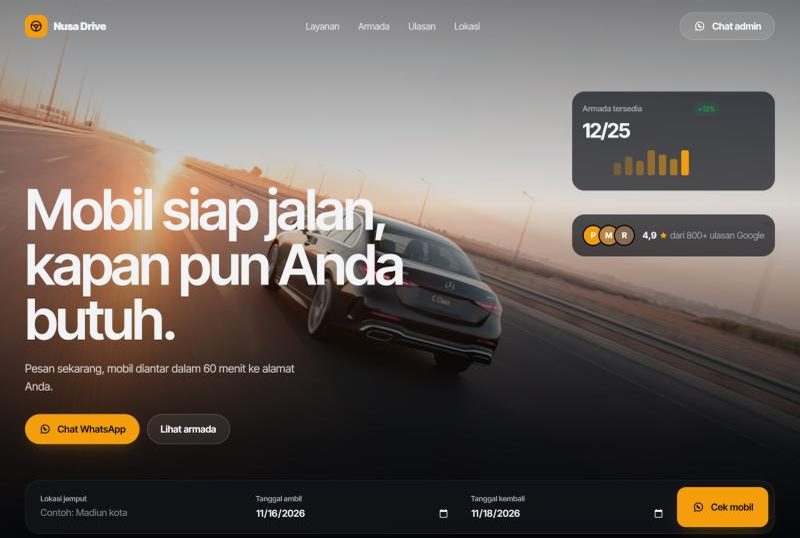 Nusa Drive
Layanan Armada Ulasan Lokasi
Chat admin
Armada tersedia +12%
12/25
P M R 4,9 ★ dari 800+ ulasan Google
Mobil siap jalan,
kapan pun Anda
butuh.
C Class
Pesan sekarang, mobil diantar dalam 60 menit ke alamat
Anda.
Chat WhatsApp
Lihat armada
Lokasi jemput
Contoh: Madiun kota
Tanggal ambil
11/16/2026
Tanggal kembali
11/18/2026
Cek mobil